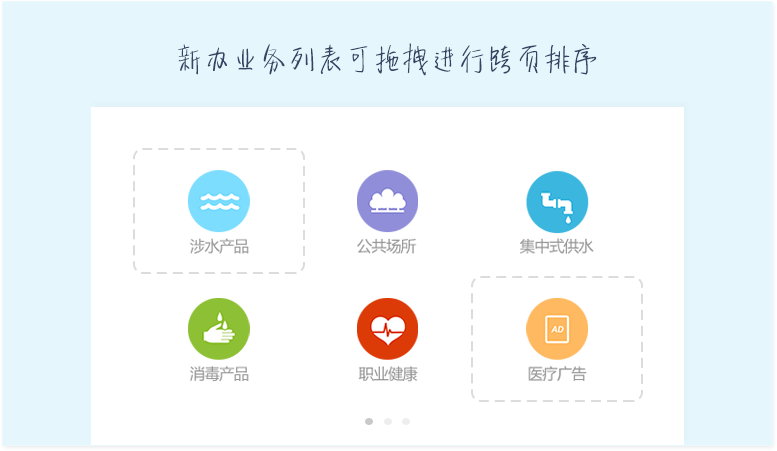 新办业务列表可拖拽进行跨页排序
涉水产品
公共场所
集中式供水
消毒产品
职业健康
AD
医疗广告